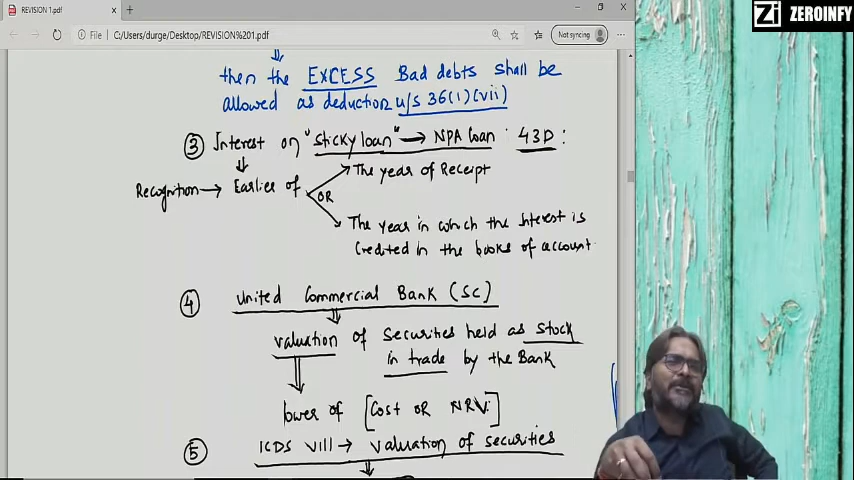 REVISION 1.pdf
File
C:/Users/durge/Desktop/REVISION%201.pdf
Not syncing
Zi ZEROINFY
then the EXCESS Bad debts shall be
allowed as deduction u/s 36(1)(vii)
③ Interest on "sticky loan" → NPA loan 43D:
Recognition → Earlier of
The year of Receipt
OR
The year in which the Interest is
credited in the books of account
④ United Commercial Bank (SC)
valuation of securities held as stock
in trade by the Bank
lower of [Cost OR NRV]
⑤ ICDS VIII → valuation of securities